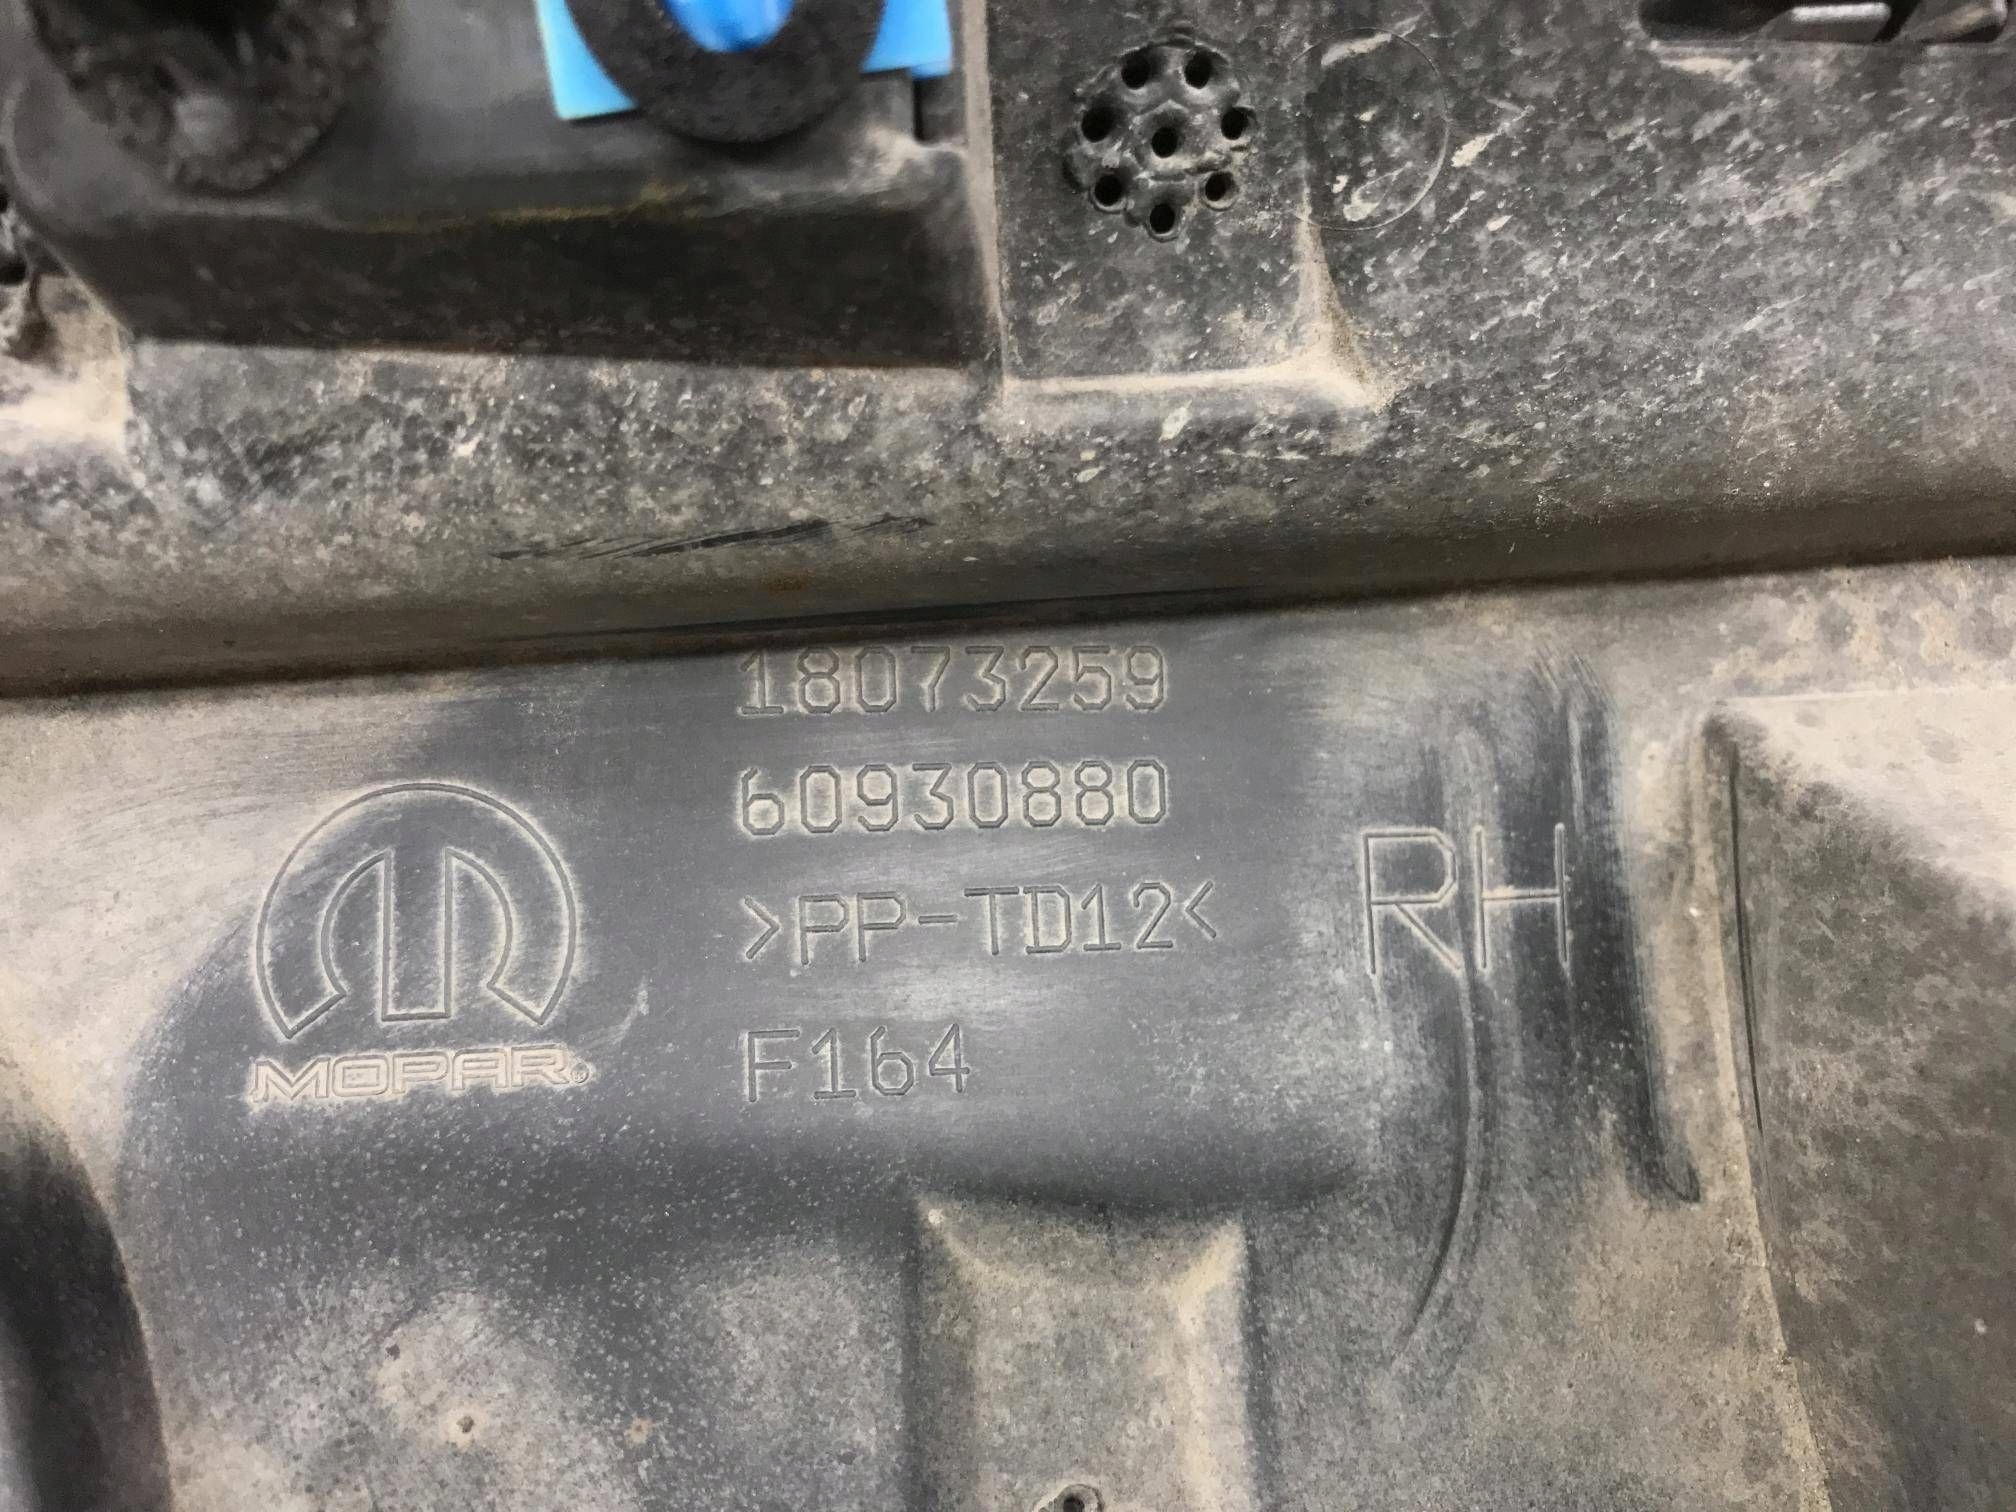 18073259
60930880
>PP-TD12<
RH
F164
MOPAR®